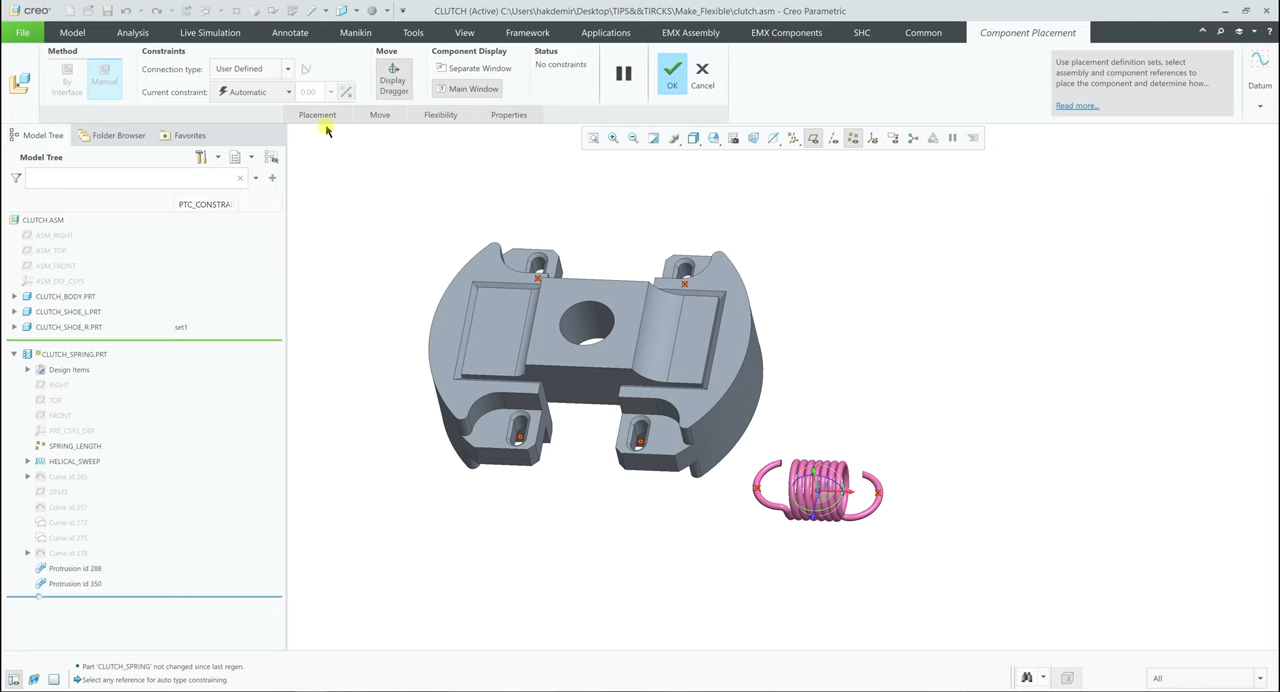 creo
CLUTCH (Active) C:\Users\hakdemir\Desktop\TIPS&&TIRCKS\Make_Flexible\clutch.asm - Creo Parametric
File Model Analysis Live Simulation Annotate Manikin Tools View Framework Applications EMX Assembly EMX Components SHC Common Component Placement
Method Constraints Move Component Display Status
By Interface
Manual
Connection type: User Defined
Current constraint: Automatic 0.00
Display Dragger
Separate Window
Main Window
No constraints
OK
Cancel
Use placement definition sets, select assembly and component references to place the component and determine how...
Read more...
Datum
Placement Move Flexibility Properties
Model Tree Folder Browser Favorites
Model Tree
PTC_CONSTRAI
CLUTCH.ASM
ASM_RIGHT
ASM_TOP
ASM_FRONT
ASM_DEF_CSYS
CLUTCH_BODY.PRT
CLUTCH_SHOE_L.PRT
CLUTCH_SHOE_R.PRT set1
CLUTCH_SPRING.PRT
Design Items
RIGHT
TOP
FRONT
PRT_CSYS_DEF
SPRING_LENGTH
HELICAL_SWEEP
Curve id 265
DTM3
Curve id 257
Curve id 272
Curve id 275
Curve id 278
Protrusion id 288
Protrusion id 350
Part 'CLUTCH_SPRING' not changed since last regen.
Select any reference for auto type constraining.
All